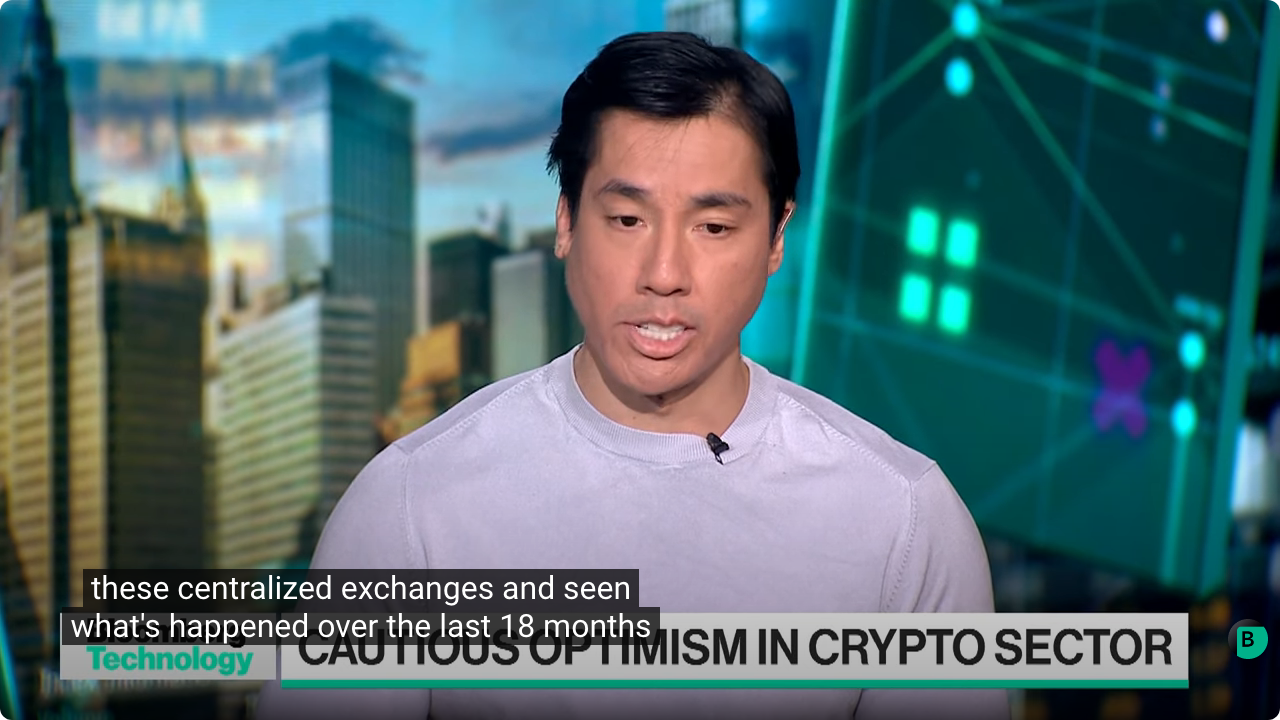 these centralized exchanges and seen
what's happened over the last 18 months
Technology
CAUTIOUS OPTIMISM IN CRYPTO SECTOR
B